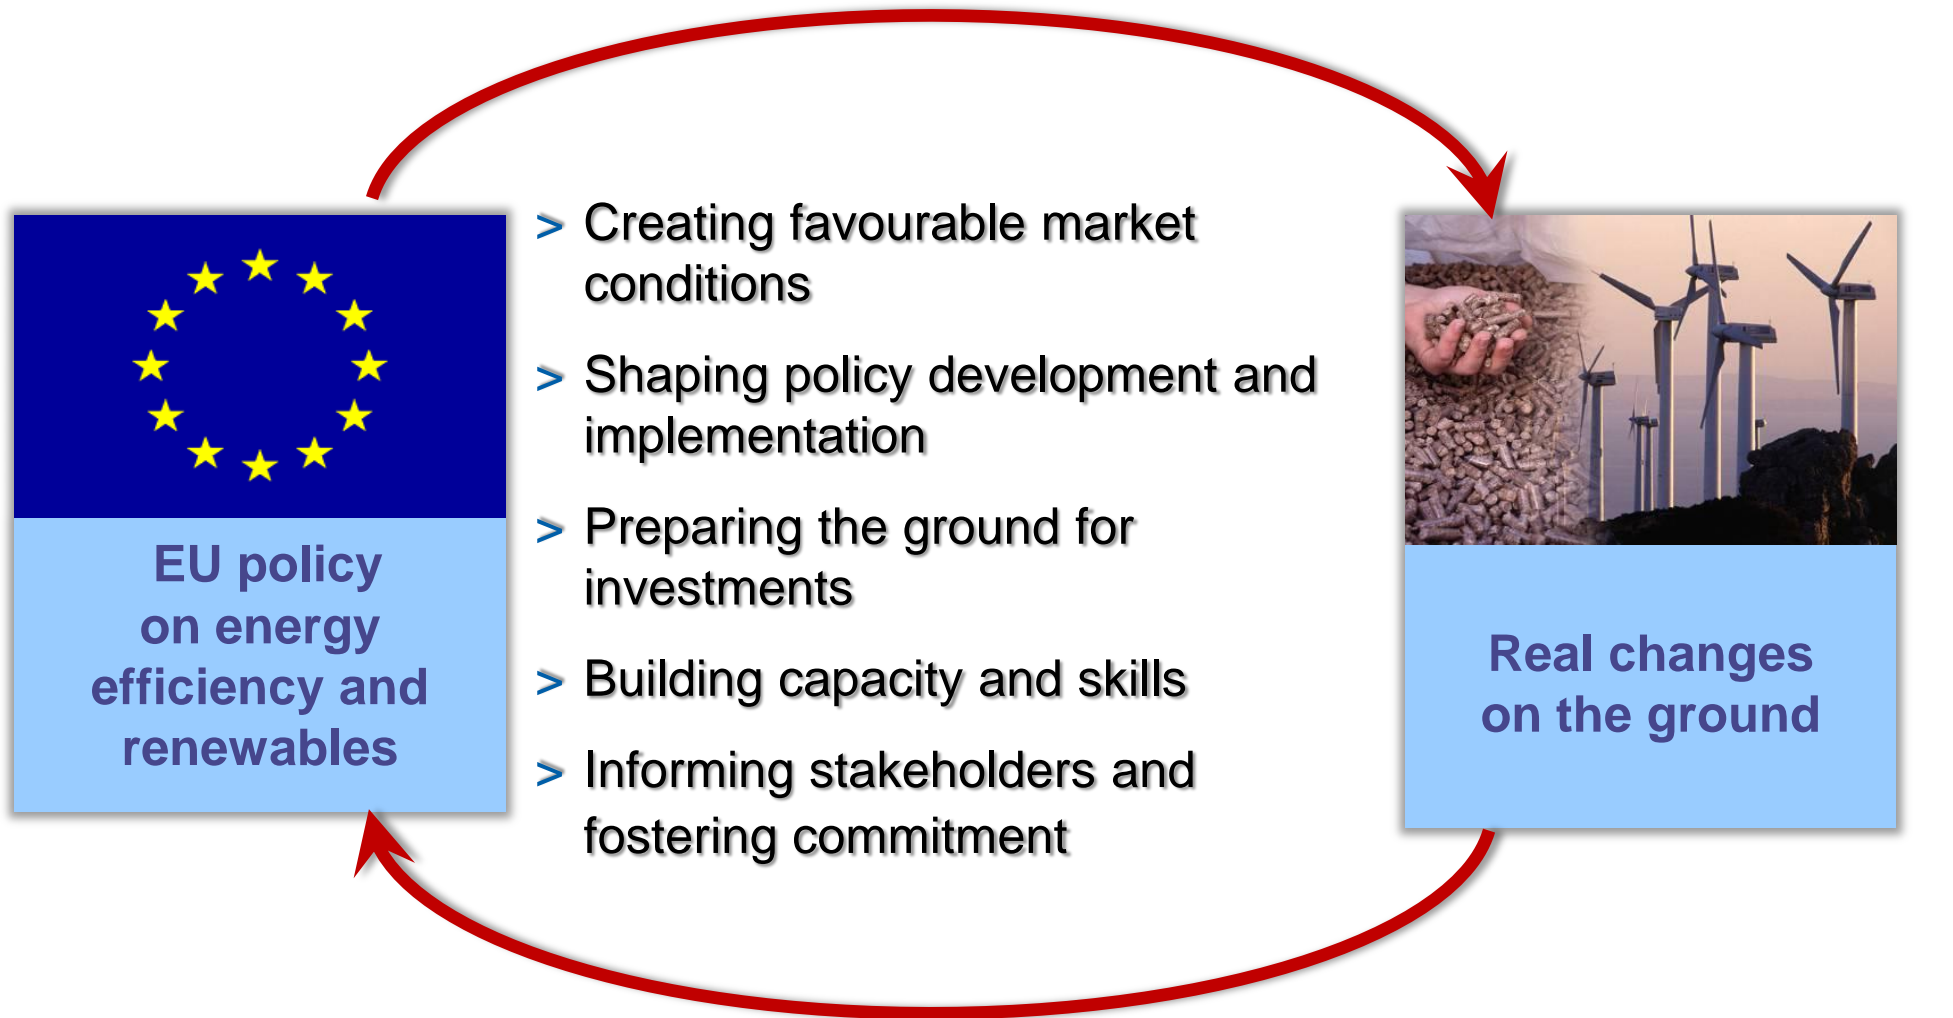 EU policy
on energy
efficiency and
renewables
> Creating favourable market
conditions
> Shaping policy development and
implementation
> Preparing the ground for
investments
> Building capacity and skills
> Informing stakeholders and
fostering commitment
Real changes
on the ground